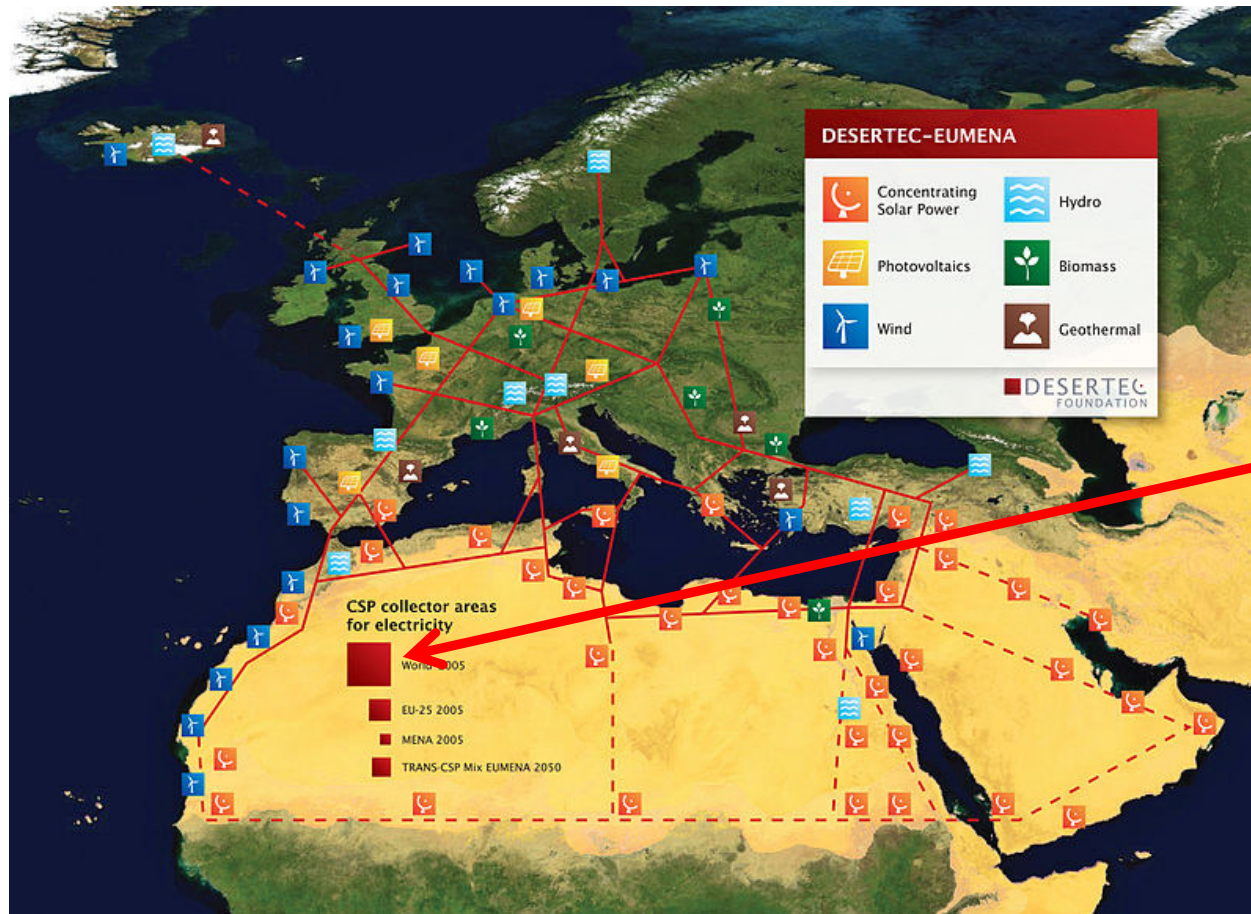 DESERTEC-EUMENA
Concentrating
Solar Power
Hydro
Photovoltaics
Biomass
Wind
Geothermal
DESERTEC
FOUNDATION
CSP collector areas
for electricity
World 2005
EU-25 2005
MENA 2005
TRANS-CSP Mix EUMENA 2050